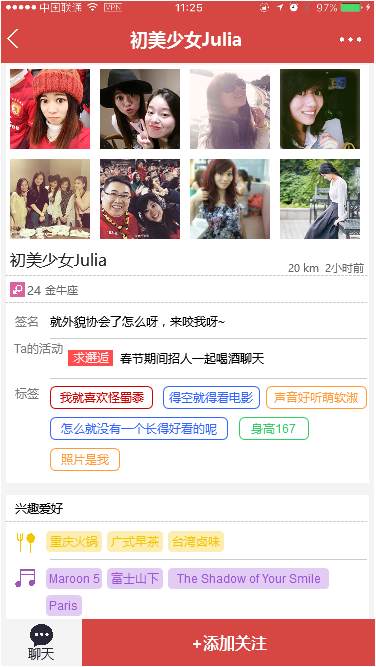 中国联通 VPN 11:25 97%
初美少女Julia
初美少女Julia
20 km 2小时前
24 金牛座
签名 就外貌协会了怎么呀，来咬我呀~
Ta的活动 求邂逅 春节期间招人一起喝酒聊天
标签 我就喜欢怪蜀黍 得空就得看电影 声音好听萌软淑
怎么就没有一个长得好看的呢 身高167
照片是我
兴趣爱好
重庆火锅 广式早茶 台湾卤味
Maroon 5 富士山下 The Shadow of Your Smile
Paris
聊天 +添加关注